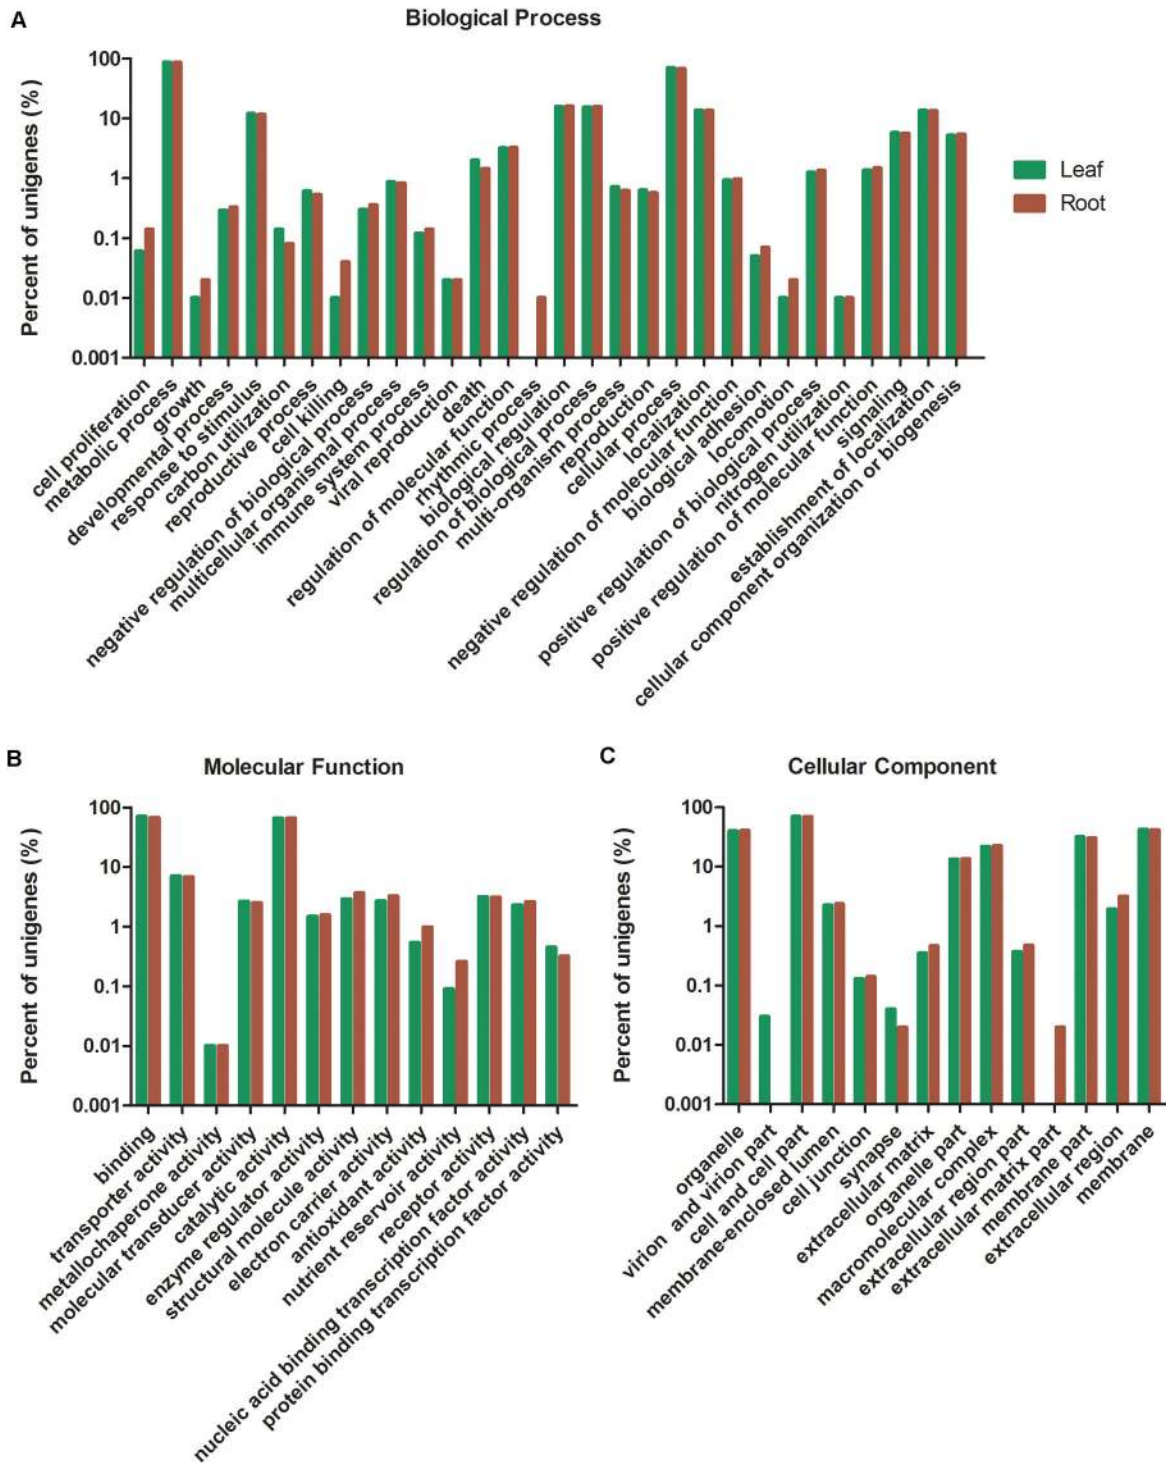 A
Biological Process
Percent of unigenes (%)
100
10
1
0.1
0.01
0.001
Leaf
Root
cell proliferation
metabolic process
growth
developmental process
response to stimulus
carbon utilization
reproductive process
cell killing
negative regulation of biological process
multicellular organismal process
immune system process
viral reproduction
death
regulation of molecular function
rhythmic process
biological regulation
regulation of biological process
multi-organism process
reproduction
cellular process
localization
negative regulation of molecular function
biological adhesion
locomotion
positive regulation of biological process
nitrogen utilization
positive regulation of molecular function
signaling
establishment of localization
cellular component organization or biogenesis
B
Molecular Function
Percent of unigenes (%)
100
10
1
0.1
0.01
0.001
binding
transporter activity
metallochaperone activity
molecular transducer activity
catalytic activity
enzyme regulator activity
structural molecule activity
electron carrier activity
antioxidant activity
nutrient reservoir activity
receptor activity
nucleic acid binding transcription factor activity
protein binding transcription factor activity
C
Cellular Component
Percent of unigenes (%)
100
10
1
0.1
0.01
0.001
organelle
virion and virion part
cell and cell part
membrane-enclosed lumen
cell junction
synapse
extracellular matrix
organelle part
macromolecular complex
extracellular region part
extracellular matrix part
membrane part
extracellular region
membrane